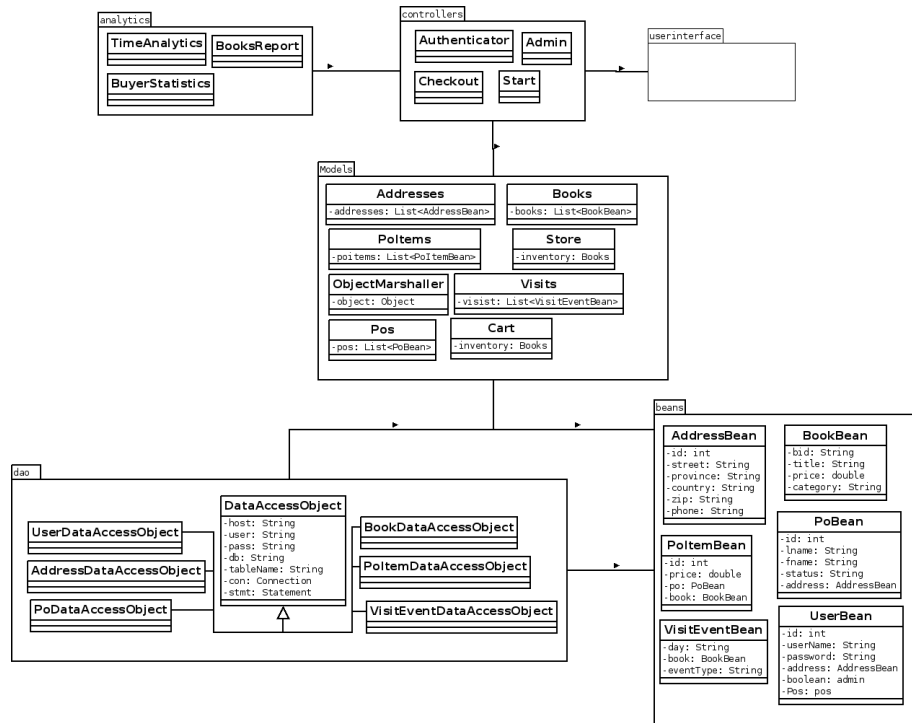 analytics
TimeAnalytics
BooksReport
BuyerStatistics
controllers
Authenticator
Admin
Checkout
Start
userinterface
Models
Addresses
-addresses: List<AddressBean>
Books
-books: List<BookBean>
PoItems
-poitems: List<PoItemBean>
Store
-inventory: Books
ObjectMarshaller
-object: Object
Visits
-visist: List<VisitEventBean>
Pos
-pos: List<PoBean>
Cart
-inventory: Books
dao
DataAccessObject
-host: String
-user: String
-pass: String
-db: String
-tableName: String
-con: Connection
-stmt: Statement
UserDataAccessObject
AddressDataAccessObject
PoDataAccessObject
BookDataAccessObject
PoItemDataAccessObject
VisitEventDataAccessObject
beans
AddressBean
-id: int
-street: String
-province: String
-country: String
-zip: String
-phone: String
BookBean
-bid: String
-title: String
-price: double
-category: String
PoItemBean
-id: int
-price: double
-po: PoBean
-book: BookBean
PoBean
-id: int
-lname: String
-fname: String
-status: String
-address: AddressBean
VisitEventBean
-day: String
-book: BookBean
-eventType: String
UserBean
-id: int
-userName: String
-password: String
-address: AddressBean
-boolean: admin
-Pos: pos